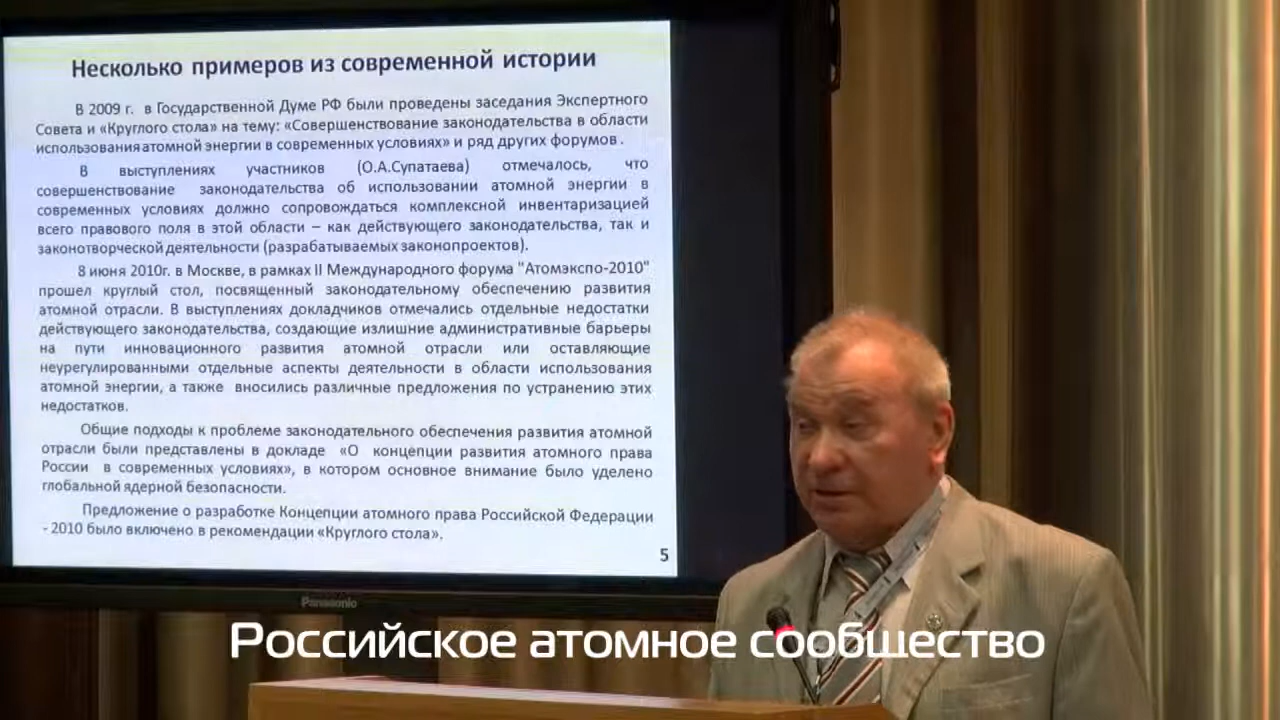 Несколько примеров из современной истории
В 2009 г. в Государственной Думе РФ были проведены заседания Экспертного
Совета и «Круглого стола» на тему: «Совершенствование законодательства в области
использования атомной энергии в современных условиях» и ряд других форумов .
В выступлениях участников (О.А.Супатаева) отмечалось, что
совершенствование законодательства об использовании атомной энергии в
современных условиях должно сопровождаться комплексной инвентаризацией
всего правового поля в этой области – как действующего законодательства, так и
законотворческой деятельности (разрабатываемых законопроектов).
8 июня 2010г. в Москве, в рамках II Международного форума "Атомэкспо-2010"
прошел круглый стол, посвященный законодательному обеспечению развития
атомной отрасли. В выступлениях докладчиков отмечались отдельные недостатки
действующего законодательства, создающие излишние административные барьеры
на пути инновационного развития атомной отрасли или оставляющие
неурегулированными отдельные аспекты деятельности в области использования
атомной энергии, а также вносились различные предложения по устранению этих
недостатков.
Общие подходы к проблеме законодательного обеспечения развития атомной
отрасли были представлены в докладе «О концепции развития атомного права
России в современных условиях», в котором основное внимание было уделено
глобальной ядерной безопасности.
Предложение о разработке Концепции атомного права Российской Федерации
- 2010 было включено в рекомендации «Круглого стола».
5
Panasonic
Российское атомное сообщество